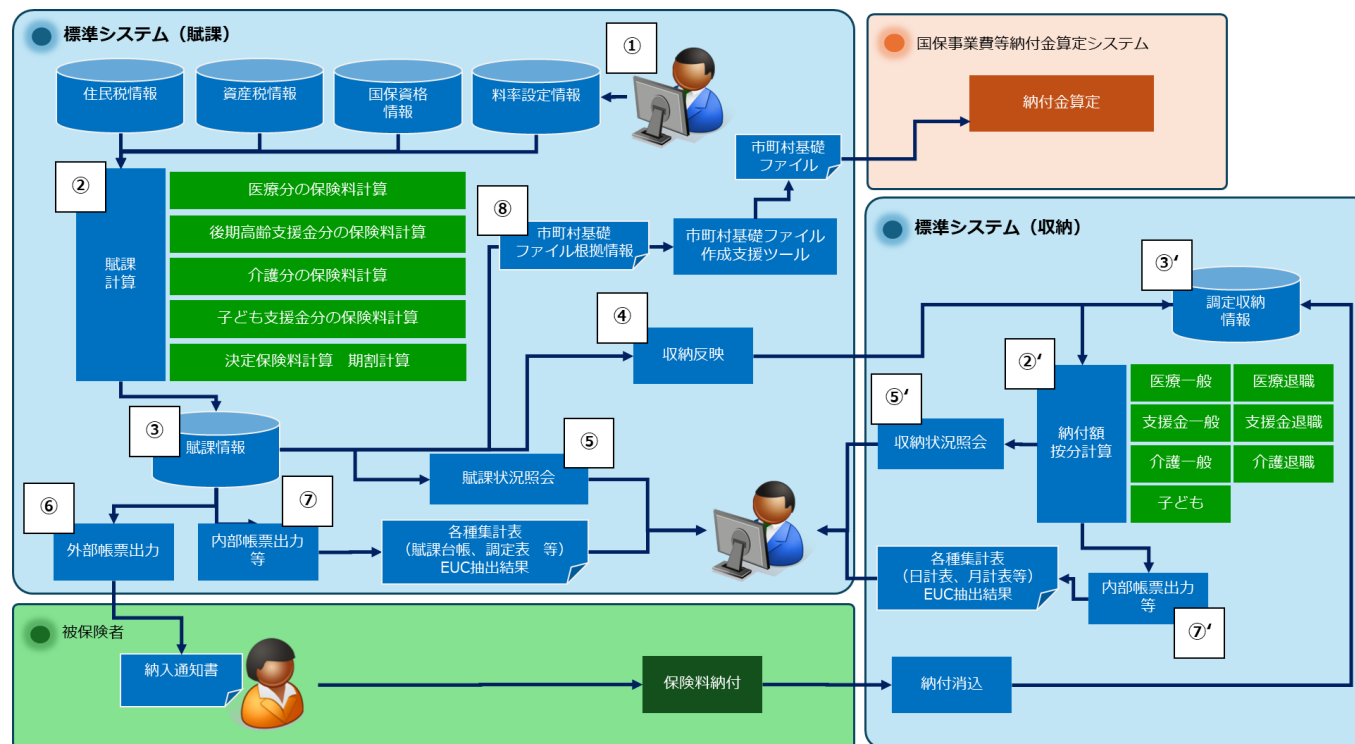 標準システム（賦課）
①
住民税情報
資産税情報
国保資格
情報
料率設定情報
②
賦課
計算
医療分の保険料計算
後期高齢支援金分の保険料計算
介護分の保険料計算
子ども支援金分の保険料計算
決定保険料計算　期割計算
⑧
市町村基礎
ファイル根拠情報
市町村基礎ファイル
作成支援ツール
市町村基礎
ファイル
④
収納反映
③
賦課情報
⑤
賦課状況照会
⑥
外部帳票出力
⑦
内部帳票出力
等
各種集計表
（賦課台帳、調定表　等）
EUC抽出結果
国保事業費等納付金算定システム
納付金算定
標準システム（収納）
③‘
調定収納
情報
②‘
納付額
按分計算
医療一般
医療退職
支援金一般
支援金退職
介護一般
介護退職
子ども
⑤‘
収納状況照会
各種集計表
（日計表、月計表等）
EUC抽出結果
内部帳票出力
等
⑦‘
納付消込
被保険者
納入通知書
保険料納付